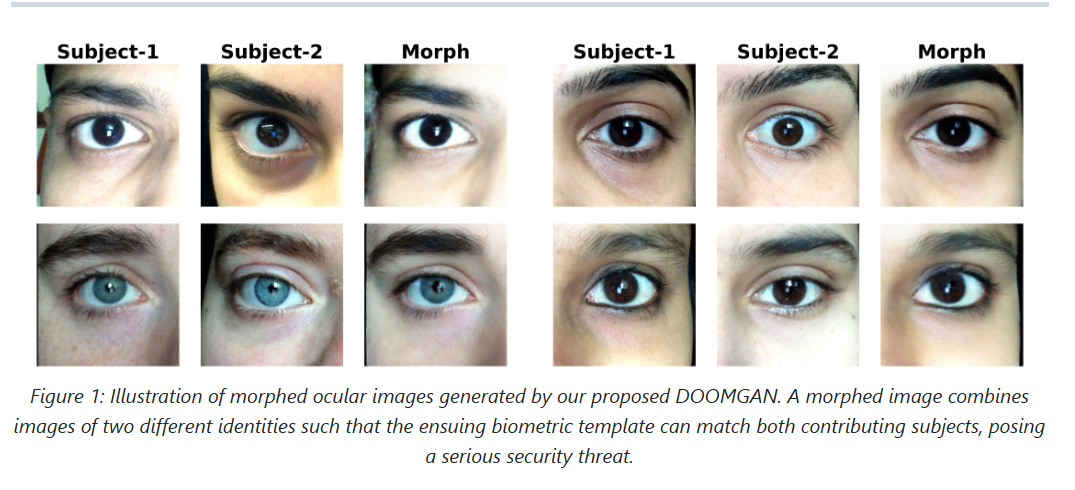 Subject-1 Subject-2 Morph Subject-1 Subject-2 Morph
Figure 1: Illustration of morphed ocular images generated by our proposed DOOMGAN. A morphed image combines
images of two different identities such that the ensuing biometric template can match both contributing subjects, posing
a serious security threat.